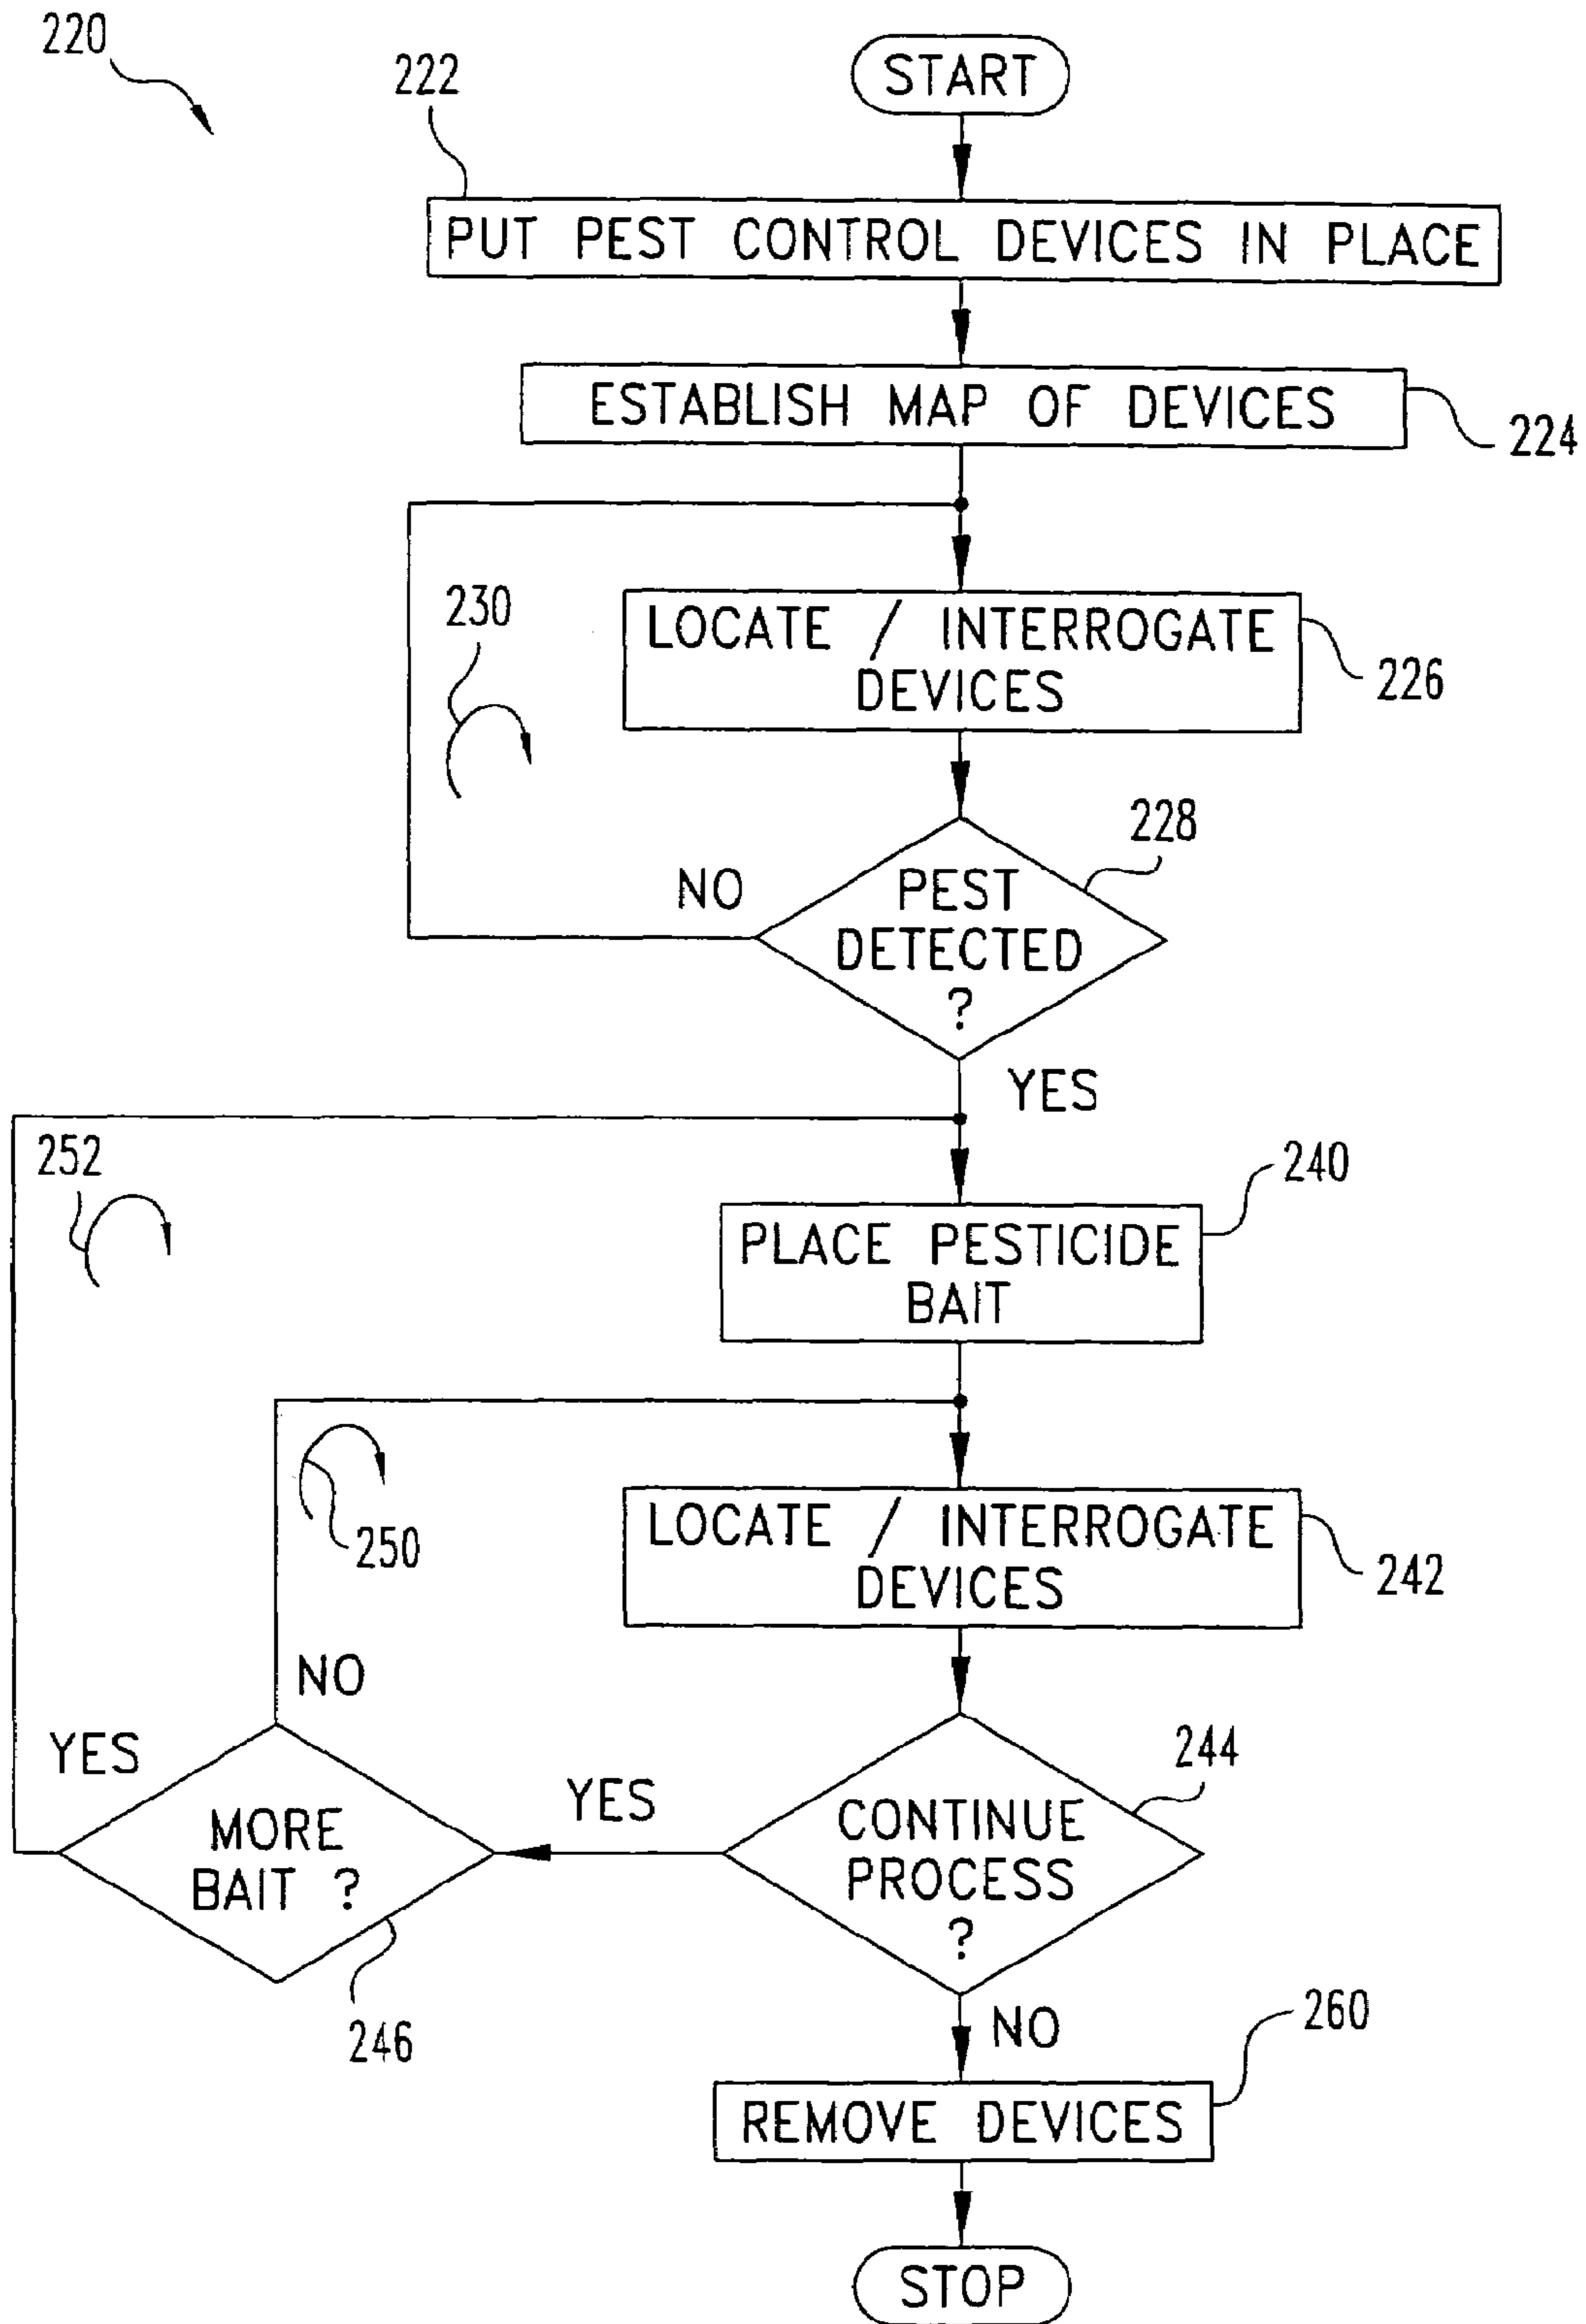 220
START
222
PUT PEST CONTROL DEVICES IN PLACE
ESTABLISH MAP OF DEVICES
224
230
LOCATE / INTERROGATE
DEVICES
226
228
NO
PEST
DETECTED
?
YES
252
240
PLACE PESTICIDE
BAIT
250
LOCATE / INTERROGATE
DEVICES
242
NO
YES
244
YES
MORE
BAIT ?
CONTINUE
PROCESS
?
246
NO
260
REMOVE DEVICES
STOP